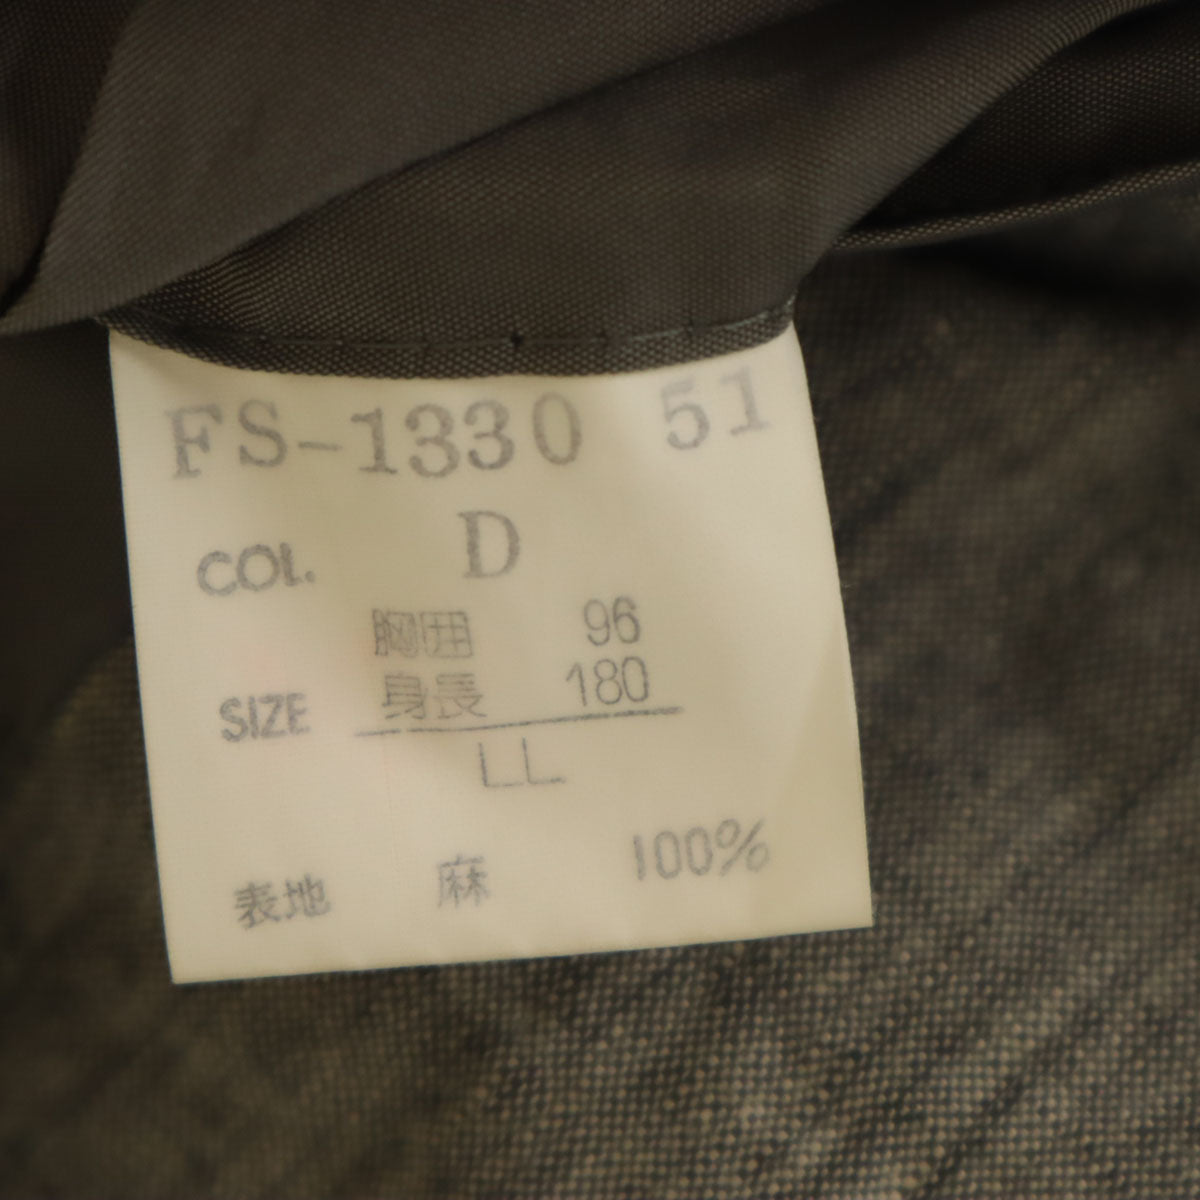 FS-1330 51
COL. D
胸囲 96
身長 180
SIZE
LL
表地 麻 100%